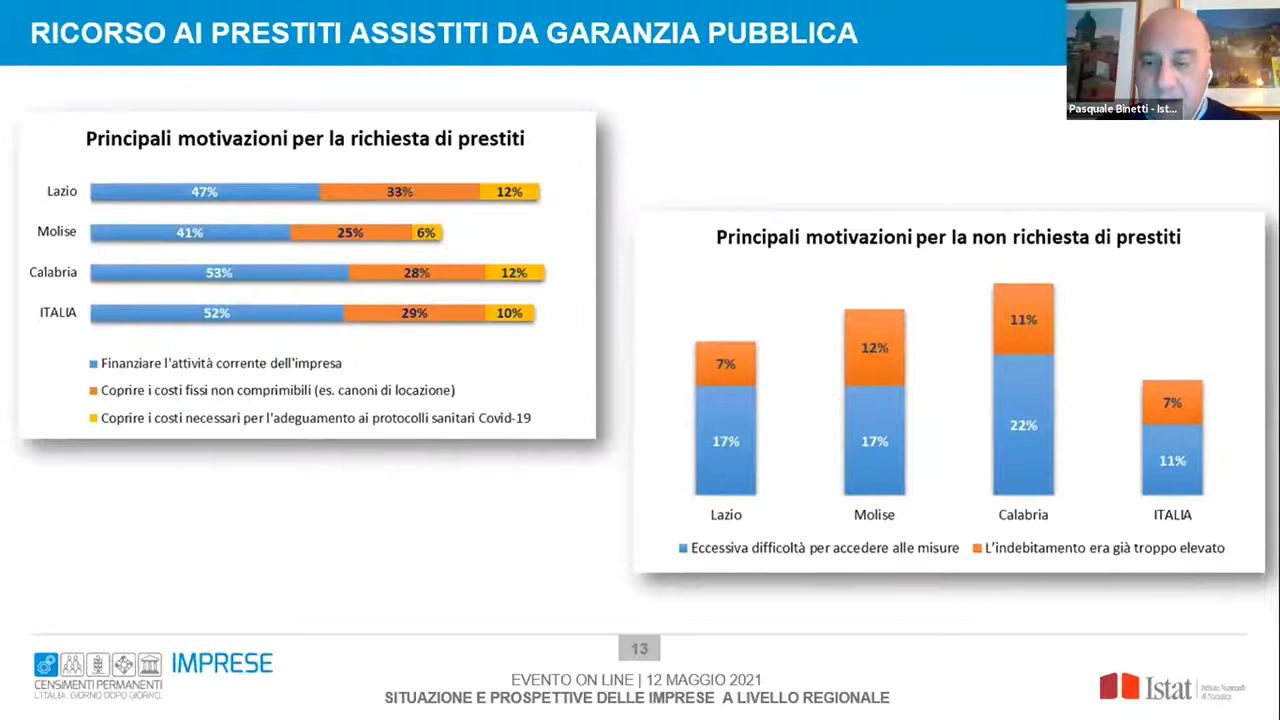 RICORSO AI PRESTITI ASSISTITI DA GARANZIA PUBBLICA
Pasquale Binetti - Ist...
Principali motivazioni per la richiesta di prestiti
Lazio 47% 33% 12%
Molise 41% 25% 6%
Calabria 53% 28% 12%
ITALIA 52% 29% 10%
Finanziare l'attività corrente dell'impresa
Coprire i costi fissi non comprimibili (es. canoni di locazione)
Coprire i costi necessari per l'adeguamento ai protocolli sanitari Covid-19
Principali motivazioni per la non richiesta di prestiti
7% 12% 11% 7%
17% 17% 22% 11%
Lazio Molise Calabria ITALIA
Eccessiva difficoltà per accedere alle misure L'indebitamento era già troppo elevato
13
IMPRESE
CENSIMENTI PERMANENTI
L'ITALIA. GIORNO DOPO GIORNO.
EVENTO ON LINE | 12 MAGGIO 2021
SITUAZIONE E PROSPETTIVE DELLE IMPRESE A LIVELLO REGIONALE
Istat